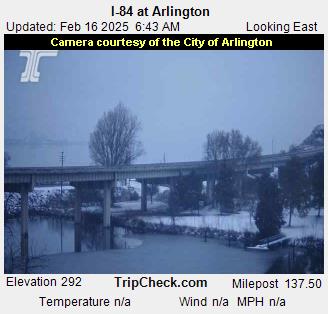 I-84 at Arlington
Updated: Feb 16 2025 6:43 AM Looking East
Camera courtesy of the City of Arlington
Elevation 292 TripCheck.com Milepost 137.50
Temperature n/a Wind n/a MPH n/a